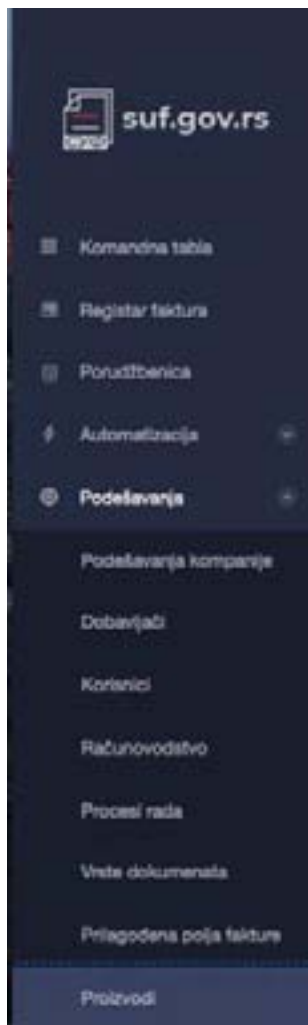 suf.gov.rs
Komandna tabla
Registar faktura
Porudžbenica
Automatizacija
Podešavanja
Podešavanja kompanije
Dobavljači
Korisnici
Računovodstvo
Procesi rada
Vrste dokumenata
Prilagođena polja fakture
Proizvodi